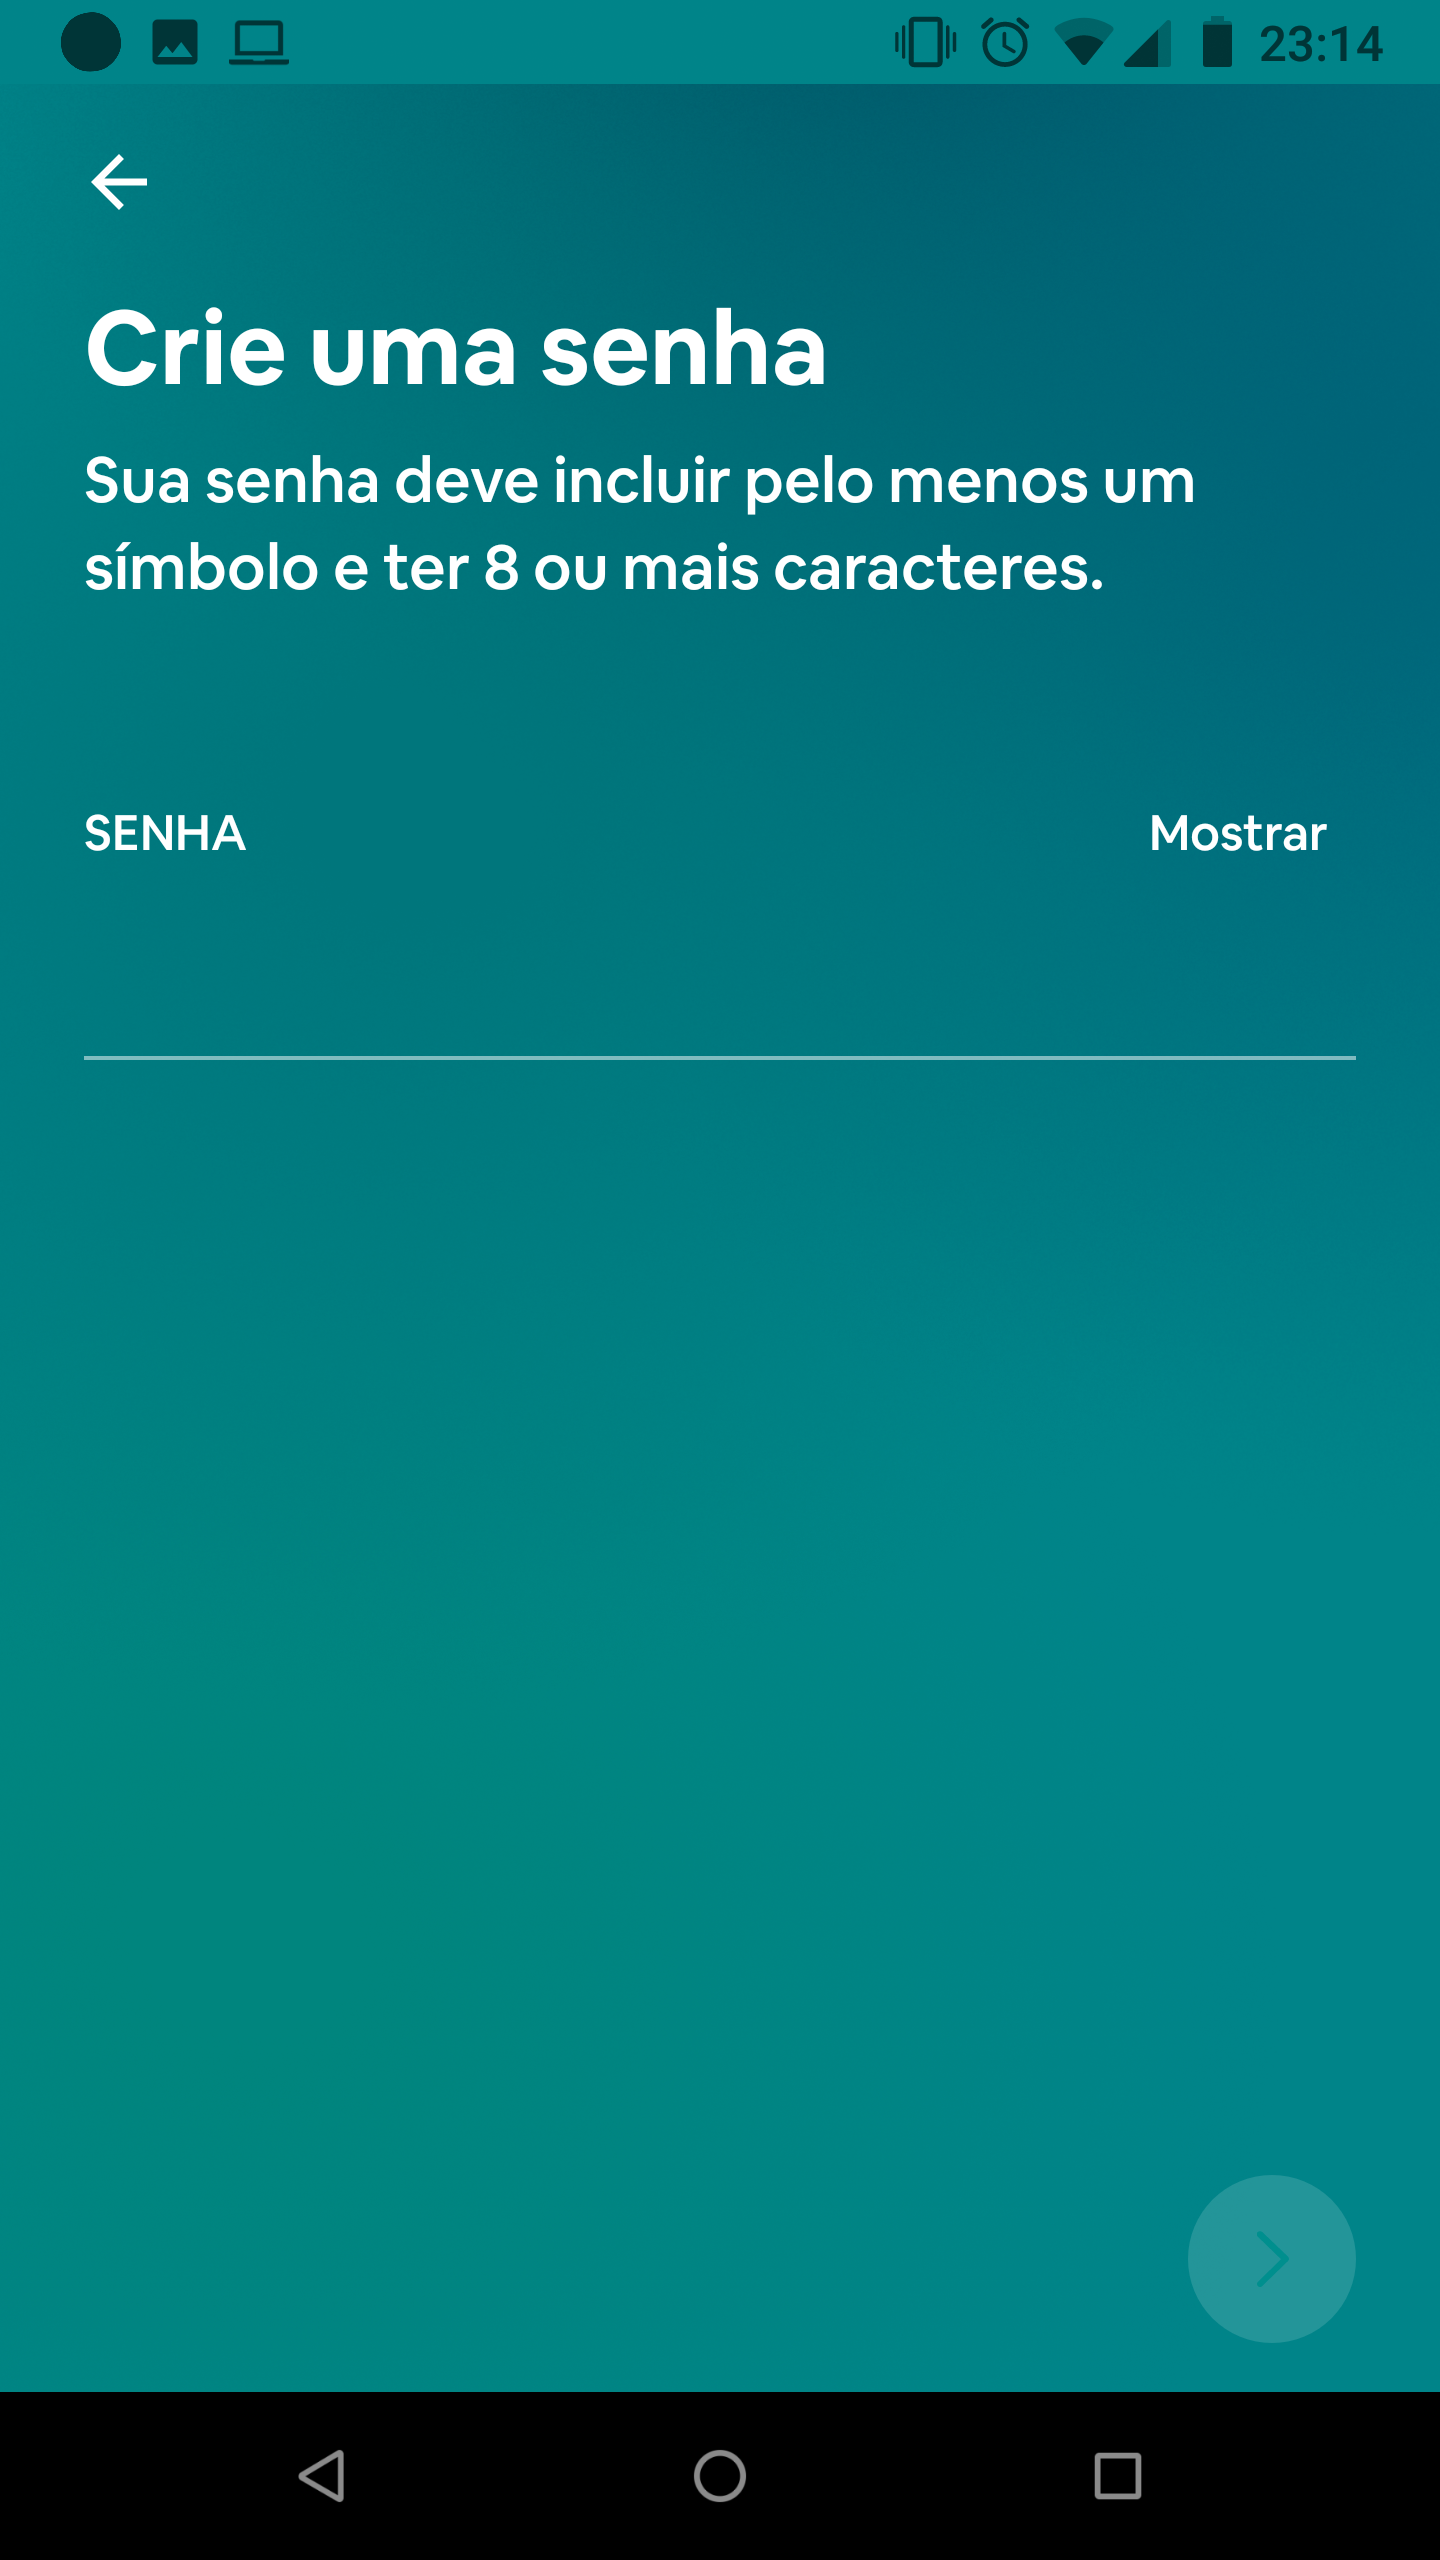 23:14
Crie uma senha
Sua senha deve incluir pelo menos um
símbolo e ter 8 ou mais caracteres.
SENHA
Mostrar